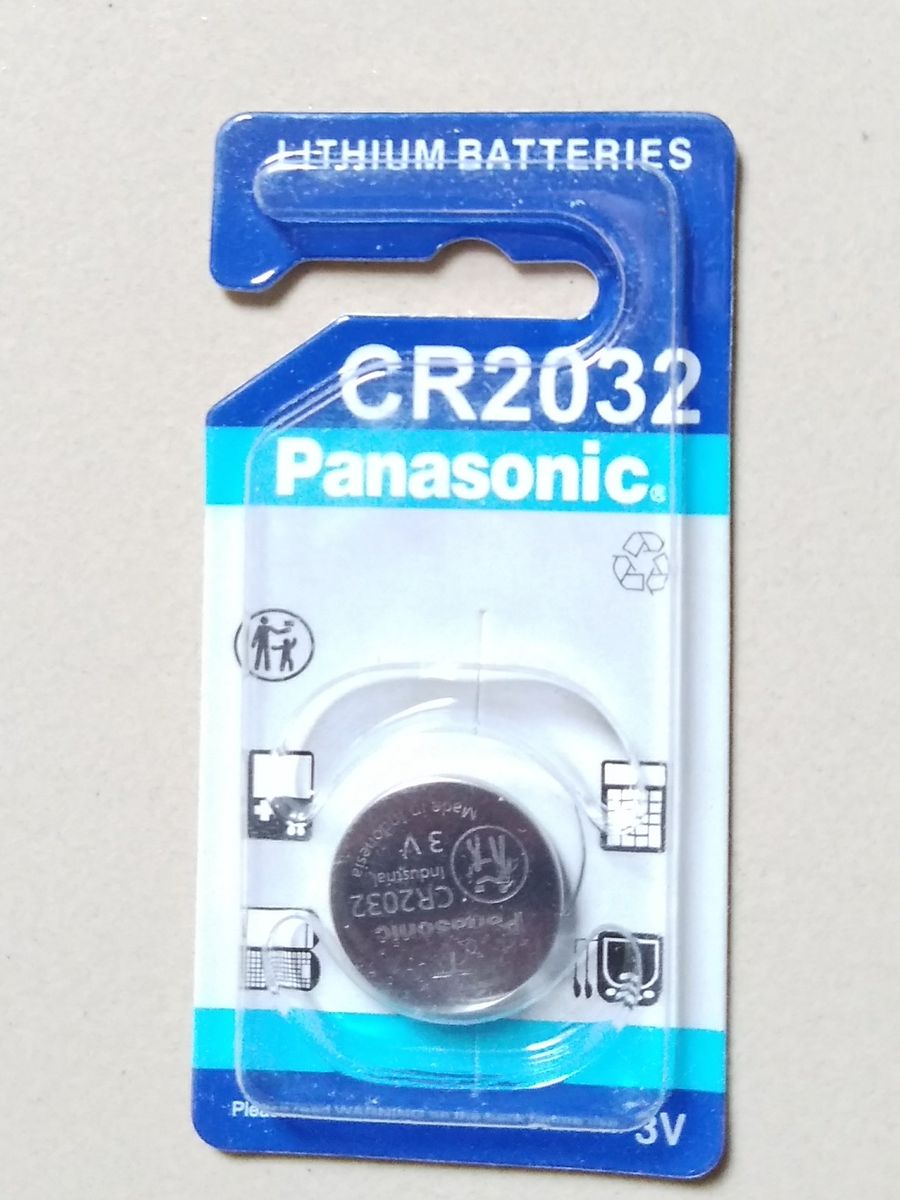 LITHIUM BATTERIES
CR2032
Panasonic®
Made in Indonesia
3 V
Industrial
CR2032
Panasonic
3V